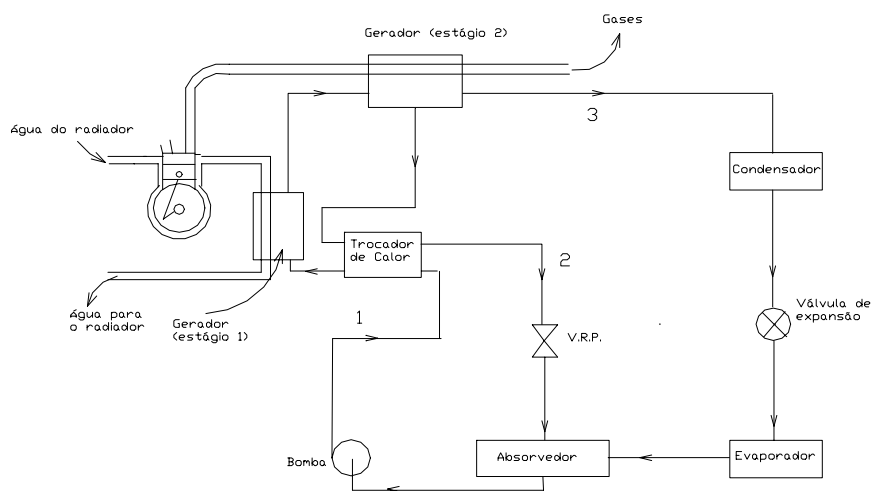 Gases
Gerador (estágio 2)
Água do radiador
3
Condensador
Trocador
de Calor
2
Água para
o radiador
Gerador
(estágio 1)
1
Válvula de
expansão
V.R.P.
Bomba
Absorvedor
Evaporador